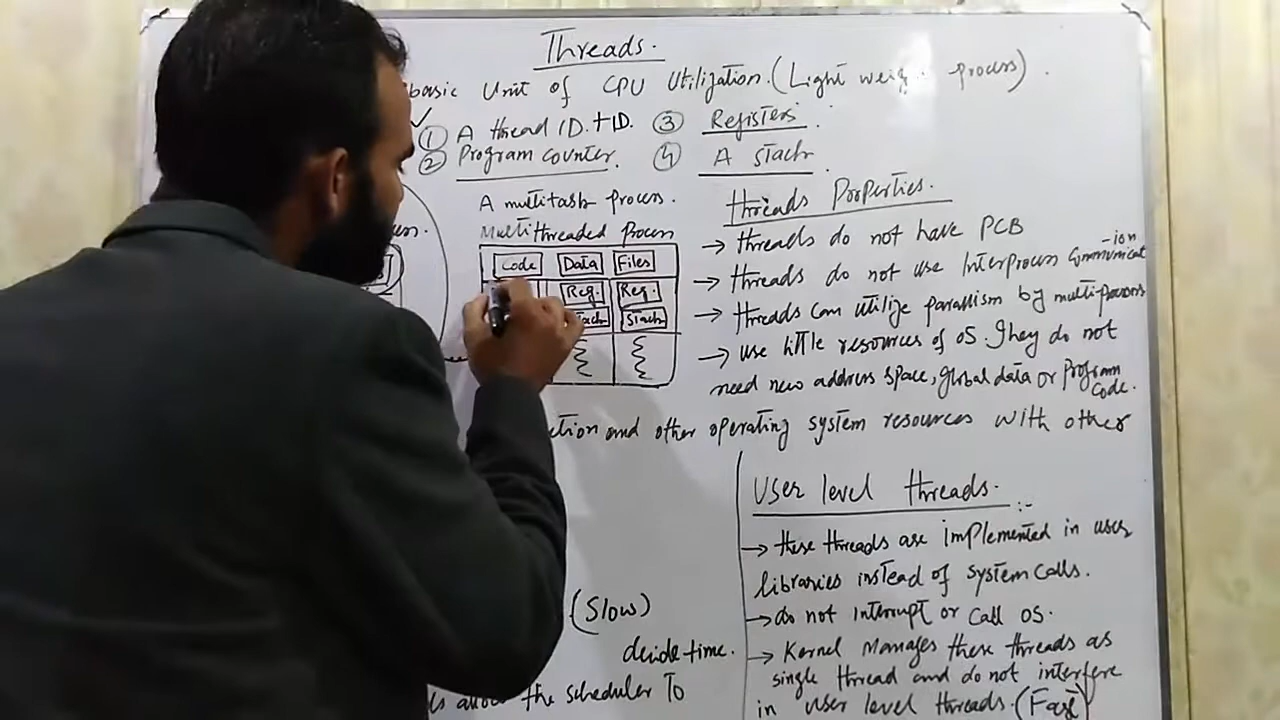 Threads.
basic Unit of CPU Utilization. (Light weig. process).
① A thread ID. TID. ③ Registers.
② Program counter. ④ A stack.
A multitask process.
Multithreaded Process
Code Data Files
Reg. Reg.
Stack Stack
Threads Properties.
→ threads do not have PCB
→ threads do not use Interprocess Communication
→ threads can utilize parallism by multi-processors
→ use little resources of OS. They do not
need new address space, global data or Program
Code.
ction and other operating system resources with other
(Slow)
decide time.
allow the scheduler to
User level threads. :-
→ these threads are implemented in user
libraries instead of system calls.
→ do not interrupt or call OS.
→ Kernel manages these threads as
single thread and do not interfere
in user level threads. (Fast)